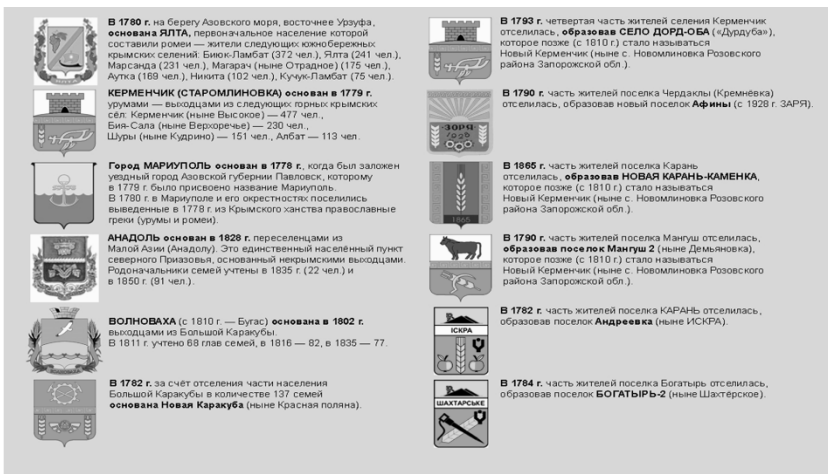 В 1780 г. на берегу Азовского моря, восточнее Урзуфа,
основана ЯЛТА, первоначальное население которой
составили ромеи — жители следующих южнобережных
крымских селений: Биюк-Ламбат (372 чел.), Ялта (241 чел.),
Марсанда (231 чел.), Магарач (ныне Отрадное) (175 чел.),
Аутка (169 чел.), Никита (102 чел.), Кучук-Ламбат (75 чел.).
КЕРМЕНЧИК (СТАРОМЛИНОВКА) основан в 1779 г.
урумами — выходцами из следующих горных крымских
сёл: Керменчик (ныне Высокое) — 477 чел.,
Бия-Сала (ныне Верхоречье) — 230 чел.,
Шуры (ныне Кудрино) — 151 чел., Албат — 113 чел.
Город МАРИУПОЛЬ основан в 1778 г., когда был заложен
уездный город Азовской губернии Павловск, которому
в 1779 г. было присвоено название Мариуполь.
В 1780 г. в Мариуполе и его окрестностях поселились
выведенные в 1778 г. из Крымского ханства православные
греки (урумы и ромеи).
АНАДОЛЬ основан в 1828 г. переселенцами из
Малой Азии (Анадолу). Это единственный населённый пункт
северного Приазовья, основанный некрымскими выходцами.
Родоначальники семей учтены в 1835 г. (22 чел.) и
в 1850 г. (91 чел.).
ВОЛНОВАХА (с 1810 г. — Бугас) основана в 1802 г.
выходцами из Большой Каракубы.
В 1811 г. учтено 68 глав семей, в 1816 — 82, в 1835 — 77.
В 1782 г. за счёт отселения части населения
Большой Каракубы в количестве 137 семей
основана Новая Каракуба (ныне Красная поляна).
В 1793 г. четвертая часть жителей селения Керменчик
отселилась, образовав СЕЛО ДОРД-ОБА («Дурдуба»),
которое позже (с 1810 г.) стало называться
Новый Керменчик (ныне с. Новомлиновка Розовского
района Запорожской обл.).
ЗОРЯ
В 1790 г. часть жителей поселка Чердаклы (Кремнёвка)
отселилась, образовав новый поселок Афины (с 1928 г. ЗАРЯ).
1865
В 1865 г. часть жителей поселка Карань
отселилась, образовав НОВАЯ КАРАНЬ-КАМЕНКА,
которое позже (с 1810 г.) стало называться
Новый Керменчик (ныне с. Новомлиновка Розовского
района Запорожской обл.).
В 1790 г. часть жителей поселка Мангуш отселилась,
образовав поселок Мангуш 2 (ныне Демьяновка),
которое позже (с 1810 г.) стало называться
Новый Керменчик (ныне с. Новомлиновка Розовского
района Запорожской обл.).
ІСКРА
В 1782 г. часть жителей поселка КАРАНЬ отселилась,
образовав поселок Андреевка (ныне ИСКРА).
ШАХТАРСЬКЕ
В 1784 г. часть жителей поселка Богатырь отселилась,
образовав поселок БОГАТЫРЬ-2 (ныне Шахтёрское).